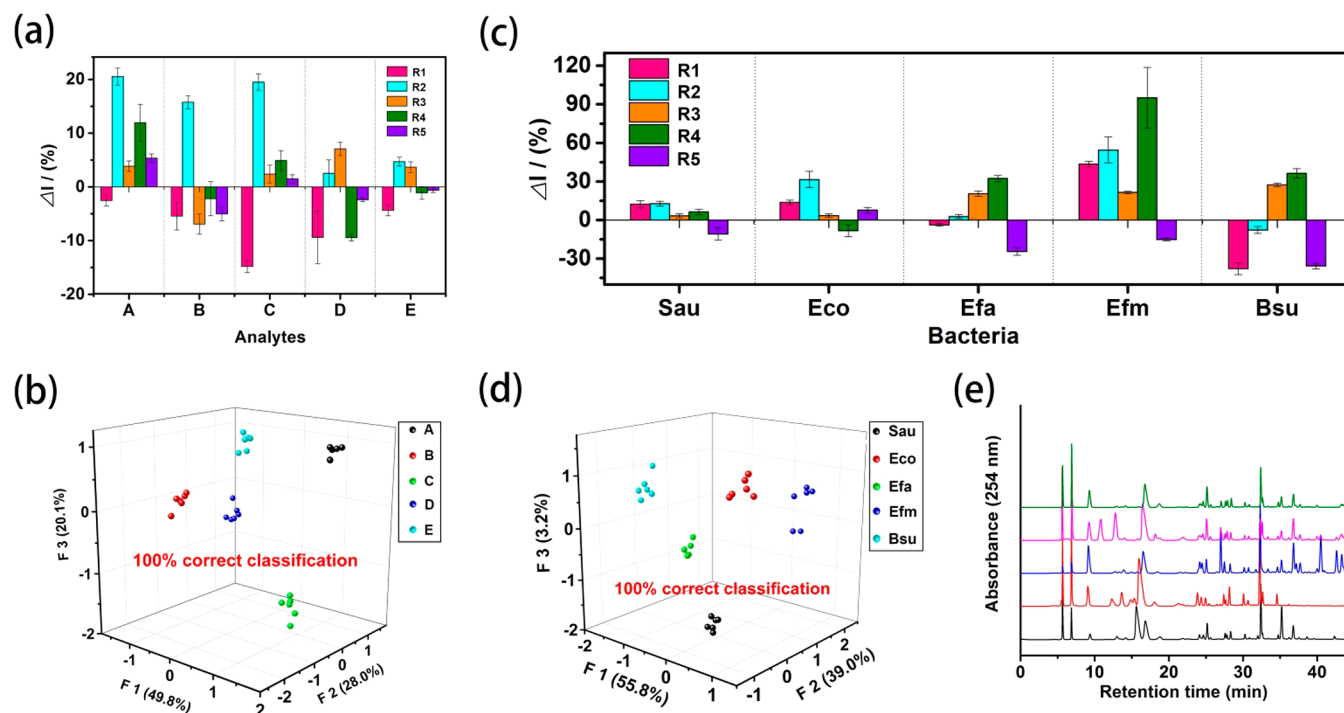 (a)
△I / (%)
20
10
0
-10
-20
R1
R2
R3
R4
R5
A B C D E
Analytes
(c)
△I / (%)
120
90
60
30
0
-30
R1
R2
R3
R4
R5
Sau Eco Efa Efm Bsu
Bacteria
(b)
F 3 (20.1%)
1
0
-1
-2
A
B
C
D
E
100% correct classification
-1 0 1 2
F 1 (49.8%)
-2 -1 0 1
F 2 (28.0%)
(d)
F 3 (3.2%)
1
0
-1
-2
Sau
Eco
Efa
Efm
Bsu
100% correct classification
-2 -1 0 1
F 1 (55.8%)
-1 0 1 2
F 2 (39.0%)
(e)
Absorbance (254 nm)
0 10 20 30 40
Retention time (min)